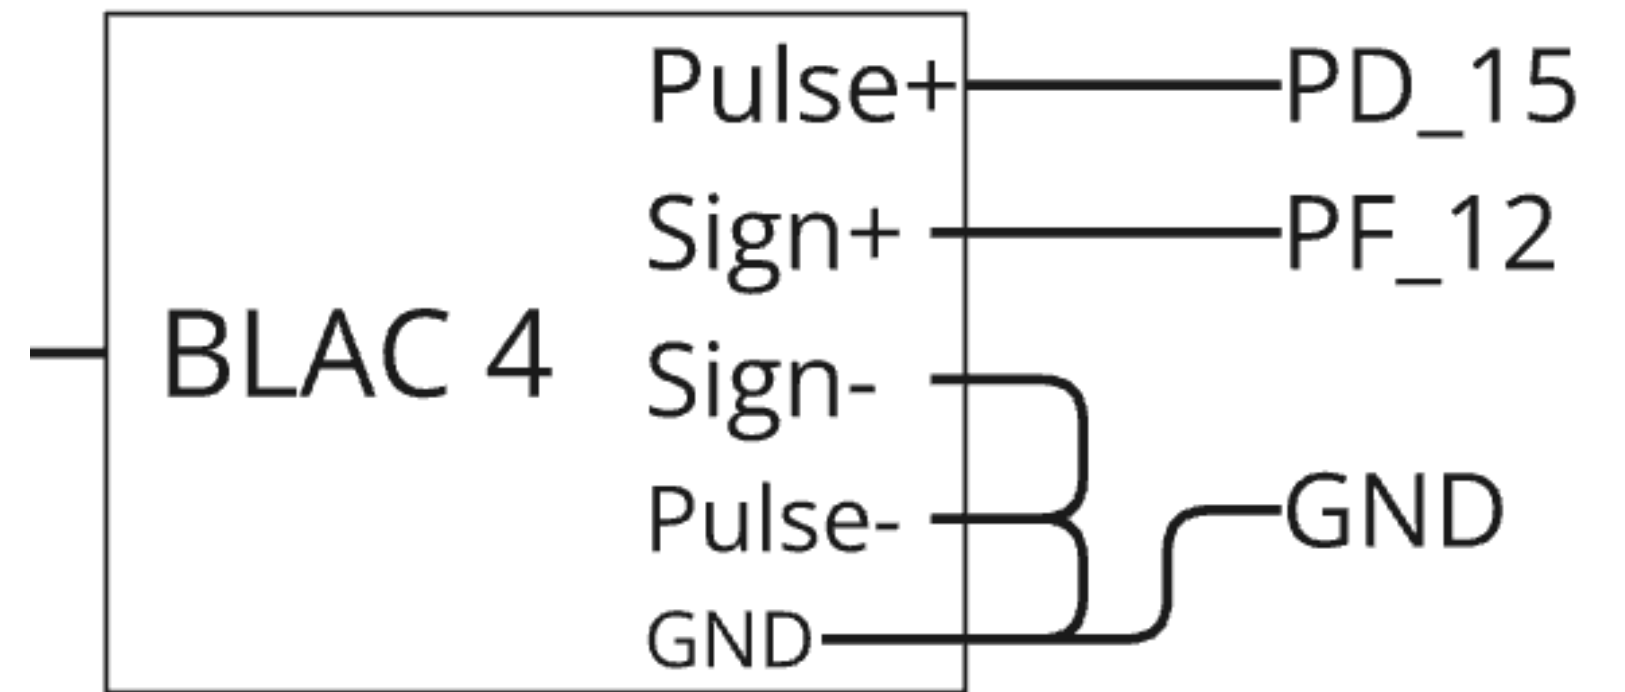 Pulse+ PD_15
Sign+ PF_12
BLAC 4
Sign-
Pulse-
GND
GND